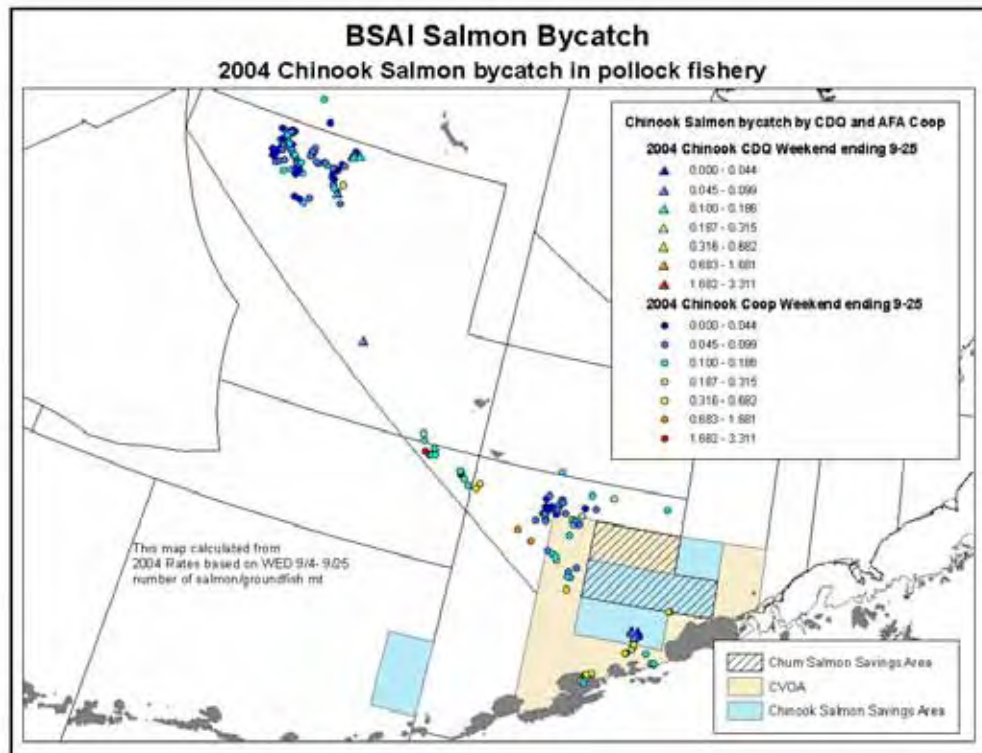 BSAI Salmon Bycatch
2004 Chinook Salmon bycatch in pollock fishery
Chinook Salmon bycatch by CDQ and AFA Coop
2004 Chinook CDQ Weekend ending 9-25
0.000 - 0.044
0.045 - 0.099
0.100 - 0.186
0.187 - 0.315
0.316 - 0.682
0.683 - 1.681
1.682 - 3.311
2004 Chinook Coop Weekend ending 9-25
0.000 - 0.044
0.045 - 0.099
0.100 - 0.186
0.187 - 0.315
0.316 - 0.682
0.683 - 1.681
1.682 - 3.311
This map calculated from
2004 Rates based on WED 9/4- 9/25
number of salmon/groundfish mt
Chum Salmon Savings Area
CVOA
Chinook Salmon Savings Area